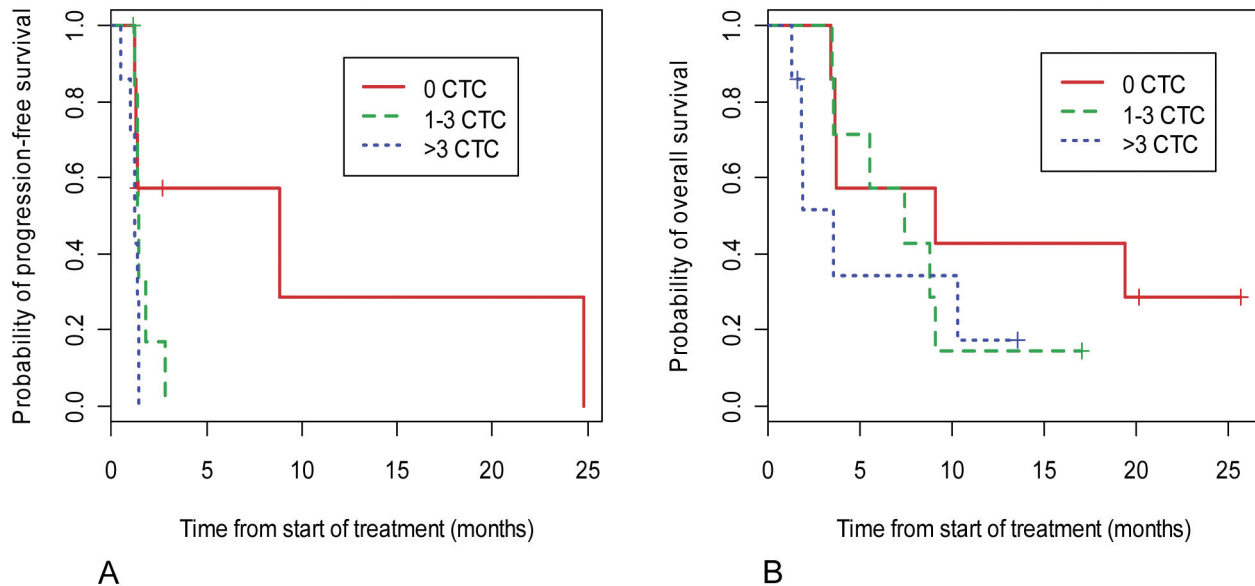 Probability of progression-free survival
1.0
0.8
0.6
0.4
0.2
0.0
0 CTC
1-3 CTC
>3 CTC
0 5 10 15 20 25
Time from start of treatment (months)
A
Probability of overall survival
1.0
0.8
0.6
0.4
0.2
0.0
0 CTC
1-3 CTC
>3 CTC
0 5 10 15 20 25
Time from start of treatment (months)
B